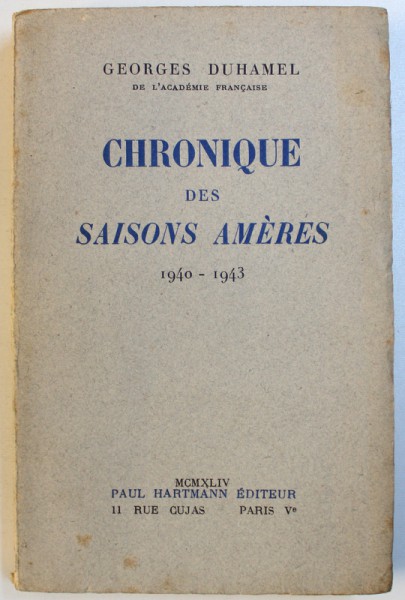 GEORGES DUHAMEL
DE L'ACADÉMIE FRANÇAISE
CHRONIQUE
DES
SAISONS AMÈRES
1940 - 1943
MCMXLIV
PAUL HARTMANN ÉDITEUR
11 RUE CUJAS PARIS Vᵉ